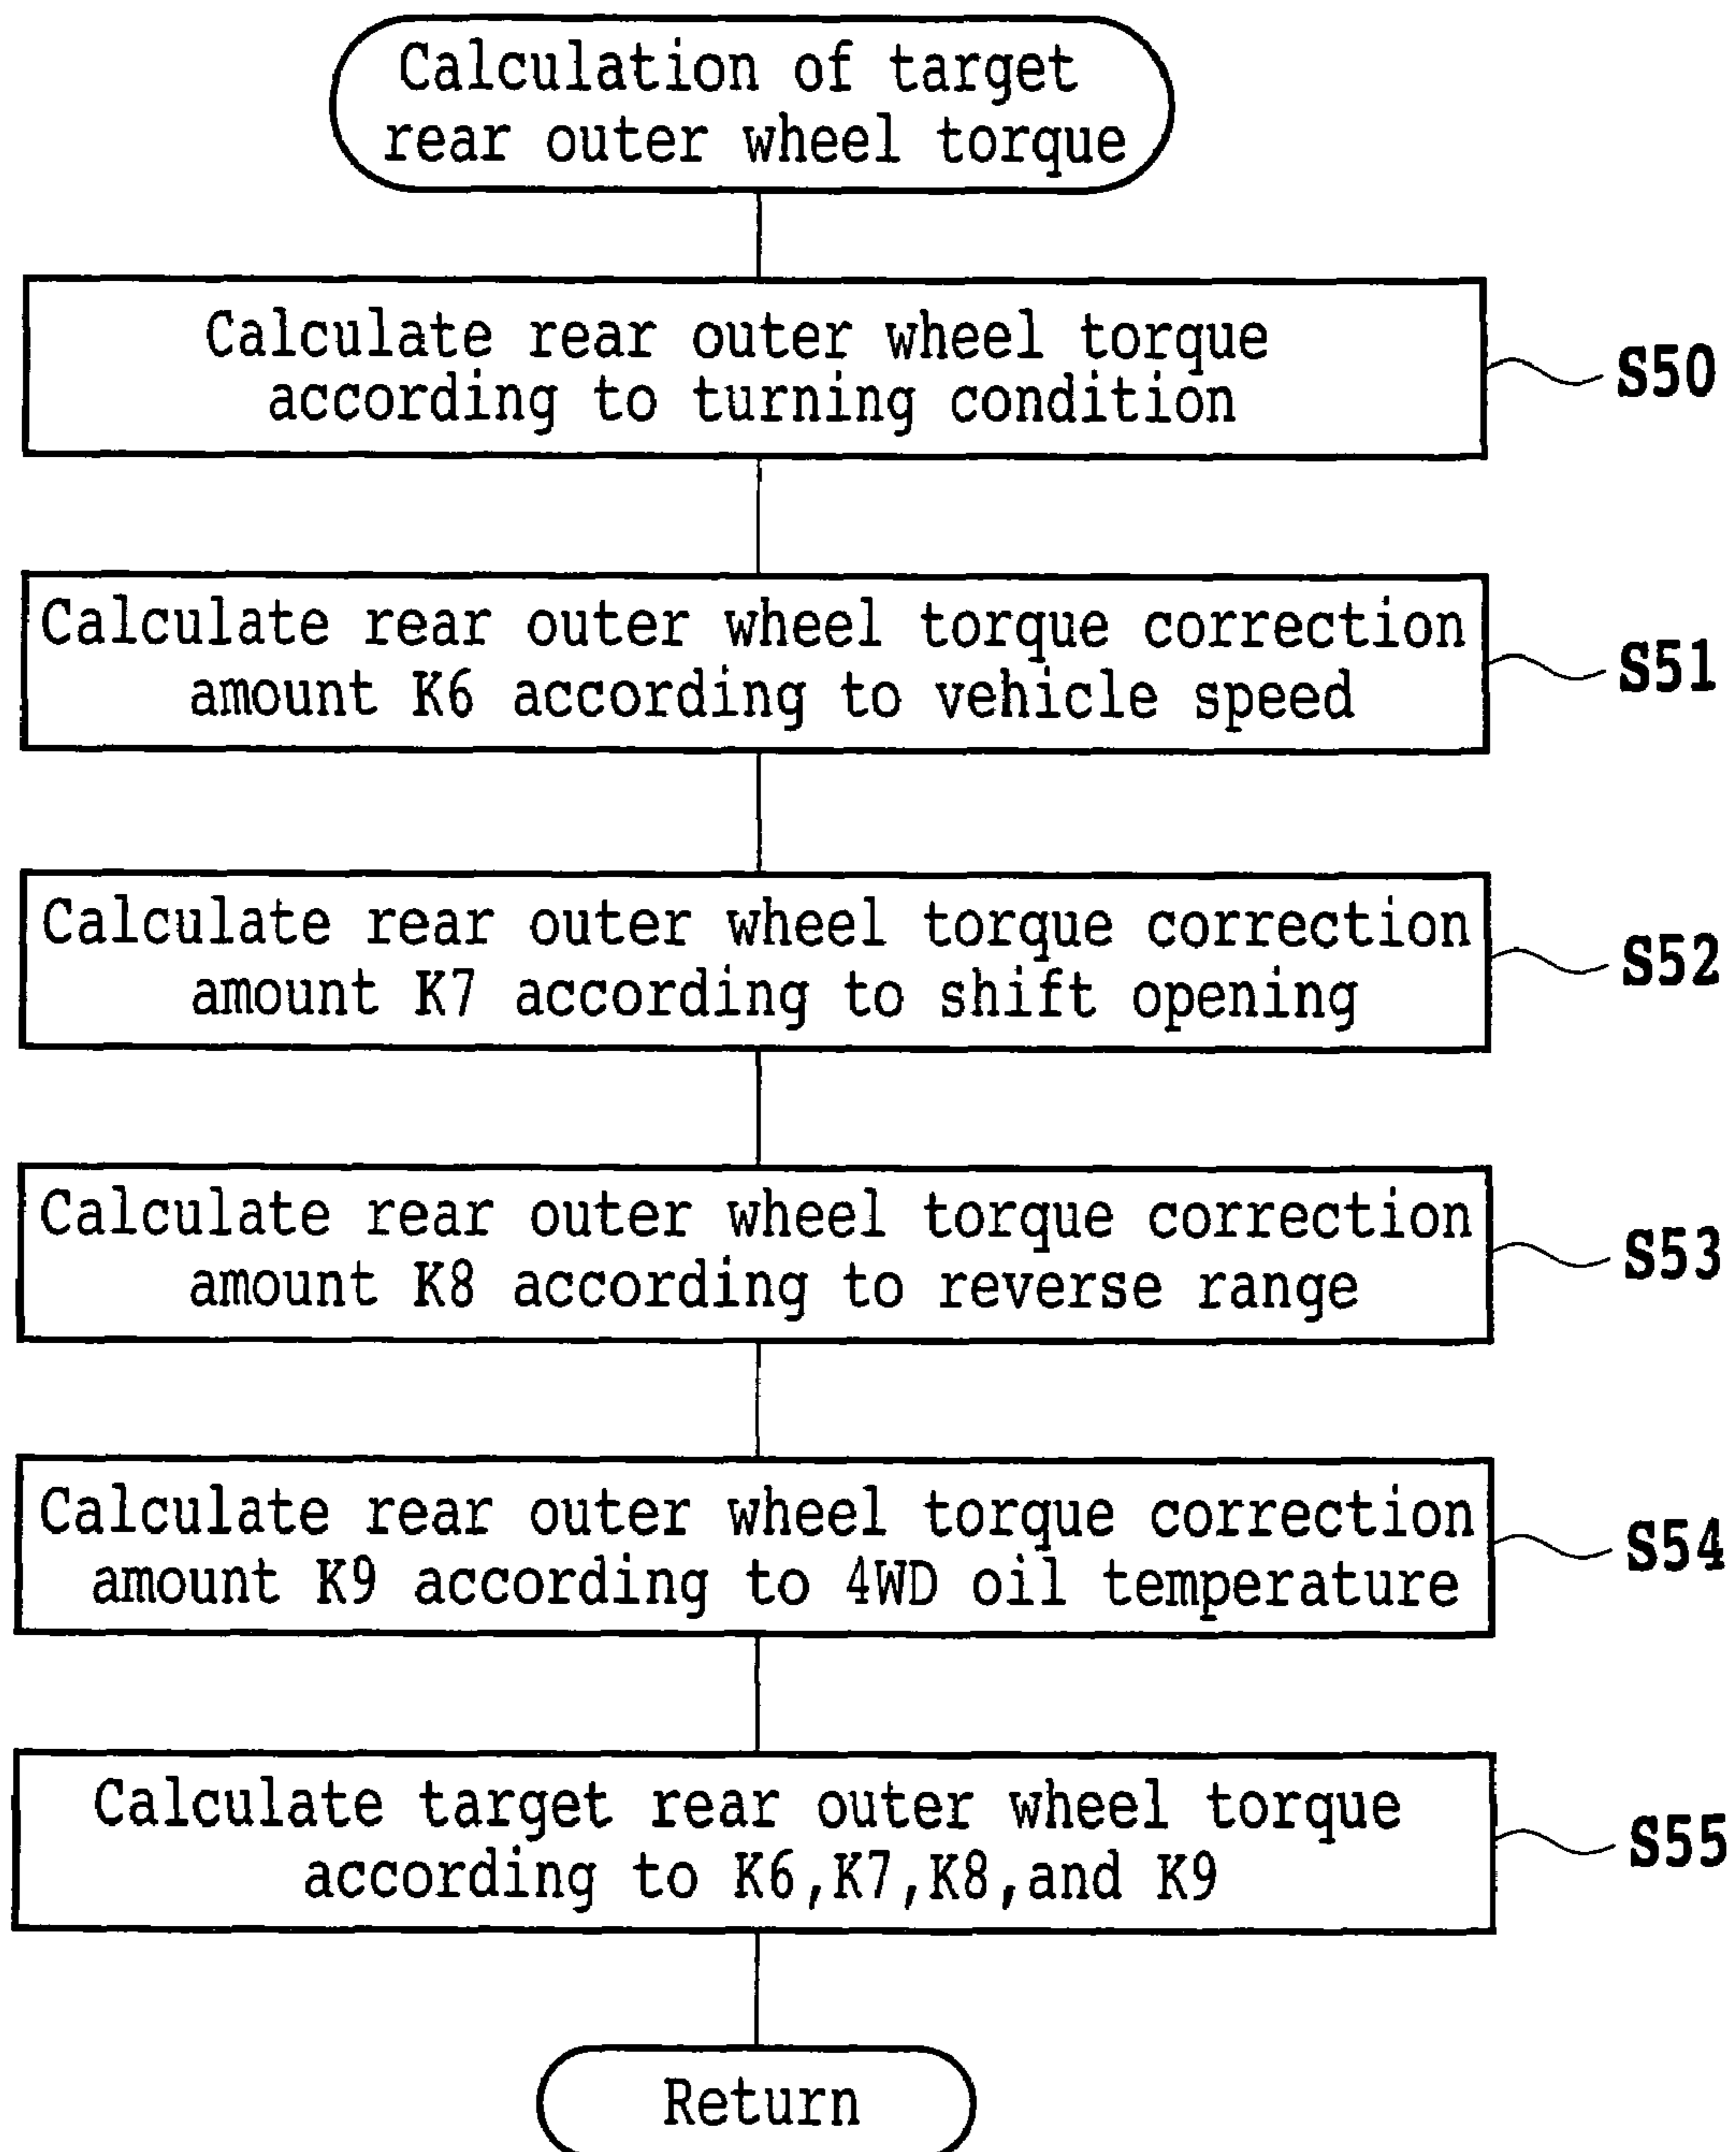 Calculation of target
rear outer wheel torque
Calculate rear outer wheel torque
according to turning condition
S50
Calculate rear outer wheel torque correction
amount K6 according to vehicle speed
S51
Calculate rear outer wheel torque correction
amount K7 according to shift opening
S52
Calculate rear outer wheel torque correction
amount K8 according to reverse range
S53
Calculate rear outer wheel torque correction
amount K9 according to 4WD oil temperature
S54
Calculate target rear outer wheel torque
according to K6,K7,K8,and K9
S55
Return